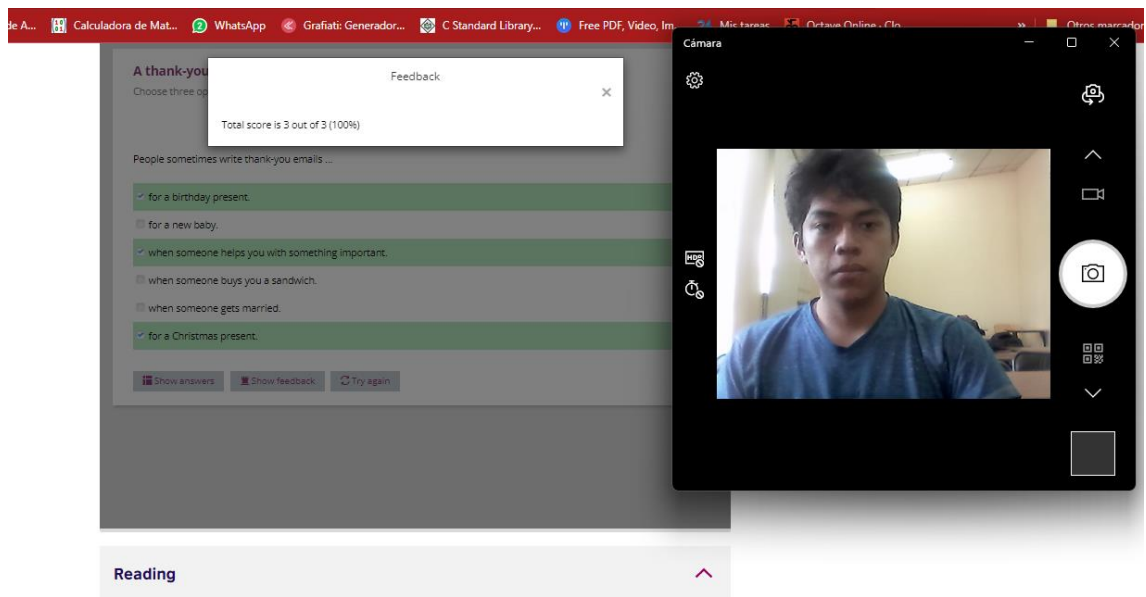 de A... Calculadora de Mat... 2 WhatsApp Grafiati: Generador... C Standard Library... Free PDF, Video, Im... Mis tareas Octave Online · Clo... » Otros marcador
Cámara
A thank-you
Feedback
Choose three op
Total score is 3 out of 3 (100%)
People sometimes write thank-you emails ...
for a birthday present.
for a new baby.
when someone helps you with something important.
when someone buys you a sandwich.
when someone gets married.
for a Christmas present.
Show answers Show feedback Try again
HDR
Reading